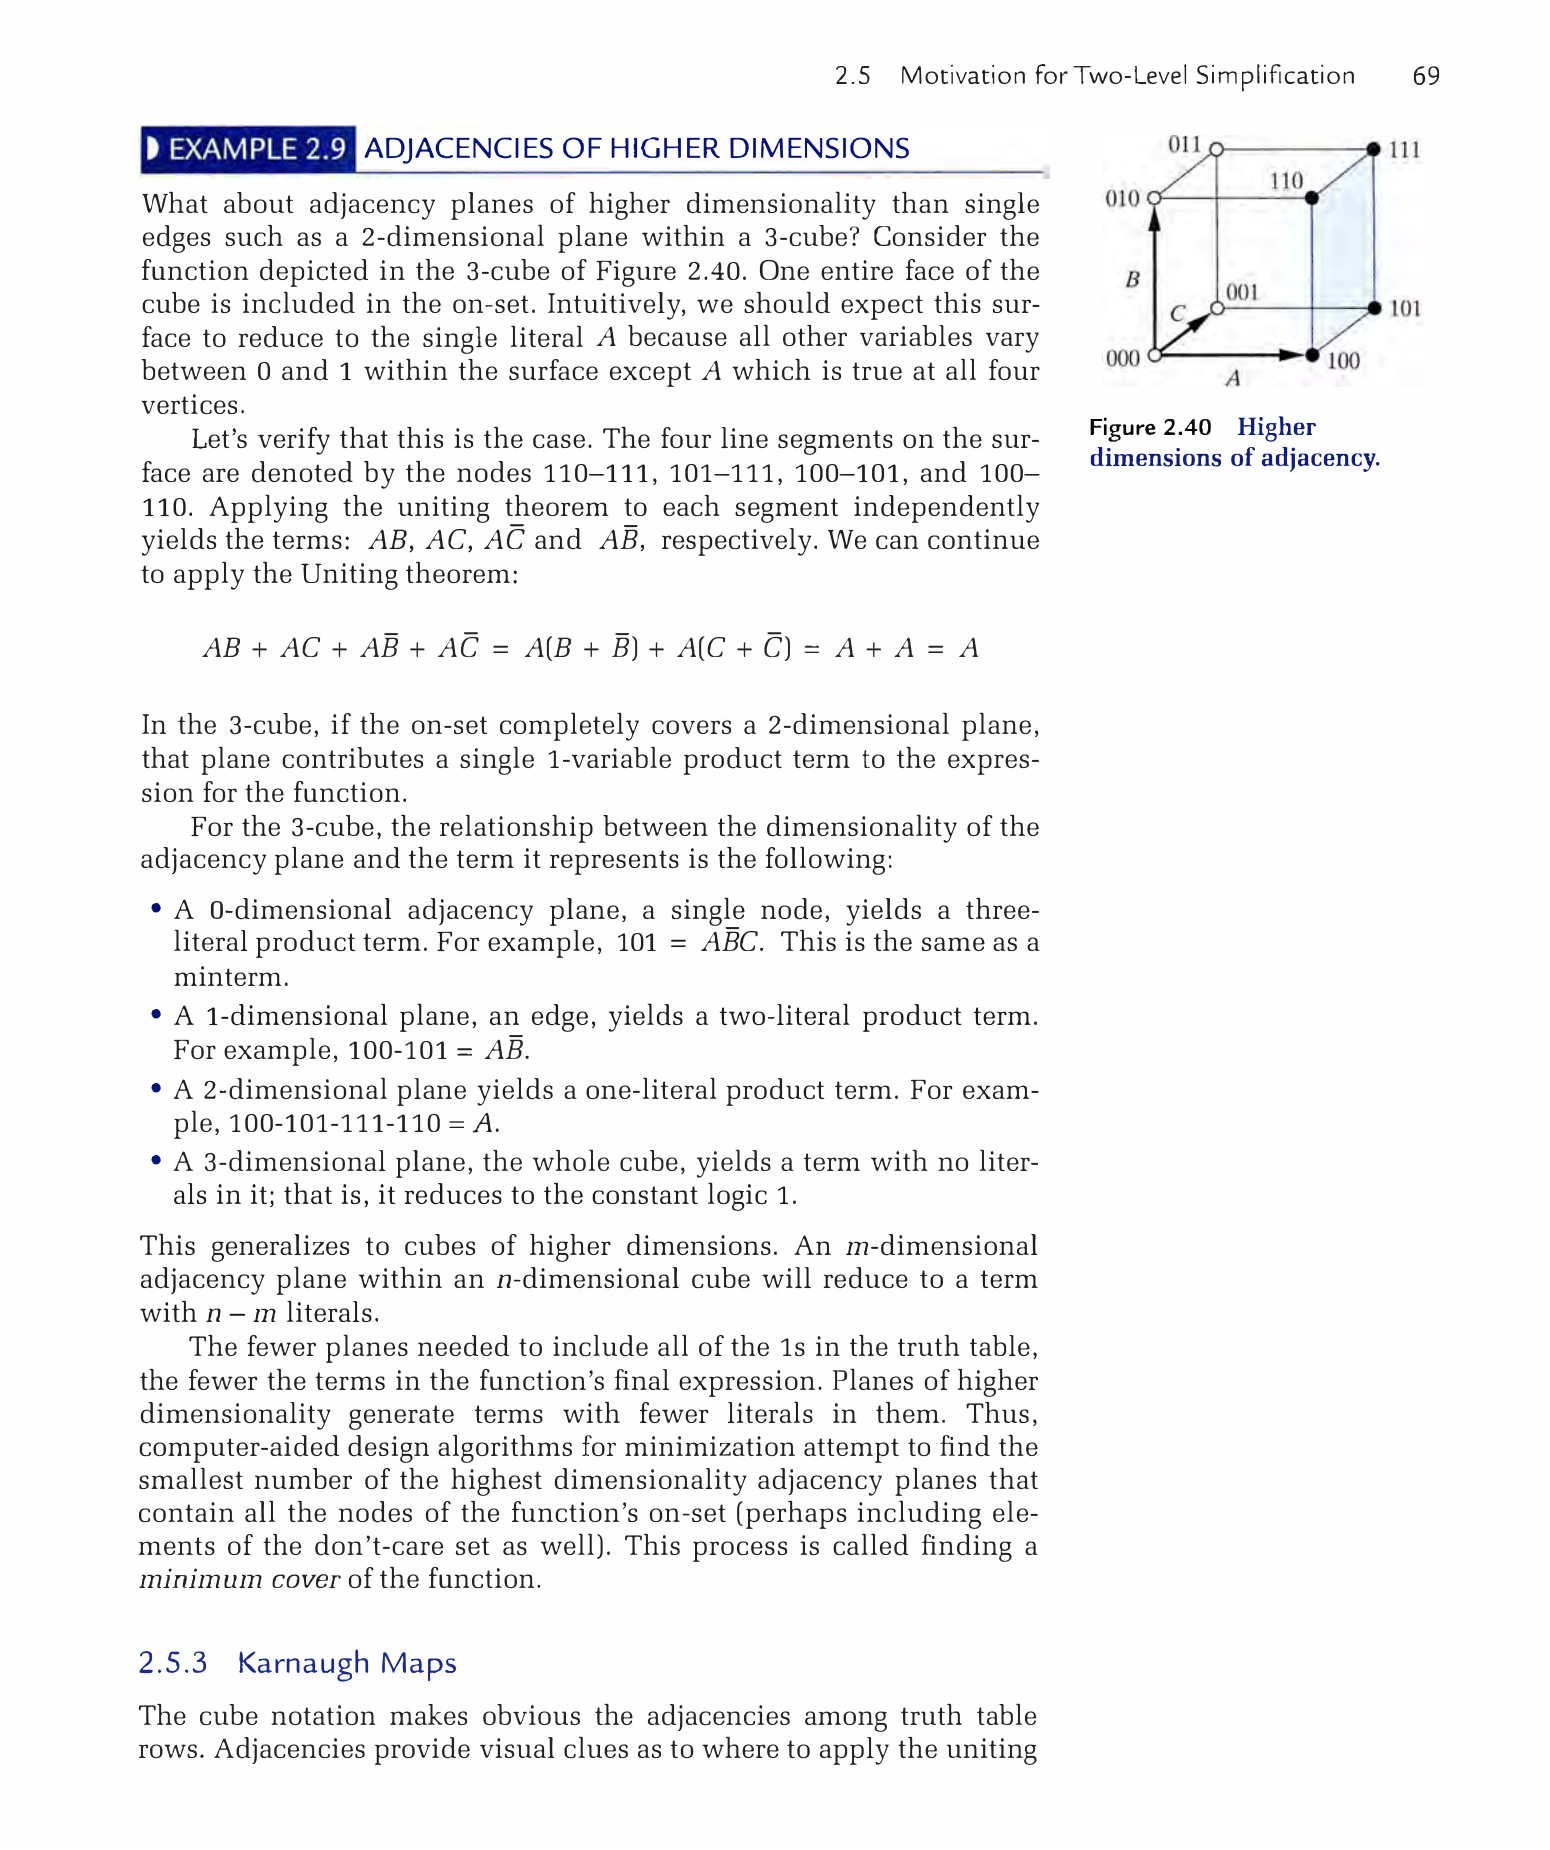 2.5 Motivation for Two-Level Simplification 69
EXAMPLE 2.9 ADJACENCIES OF HIGHER DIMENSIONS
What about adjacency planes of higher dimensionality than single
edges such as a 2-dimensional plane within a 3-cube? Consider the
function depicted in the 3-cube of Figure 2.40. One entire face of the
cube is included in the on-set. Intuitively, we should expect this sur-
face to reduce to the single literal A because all other variables vary
between 0 and 1 within the surface except A which is true at all four
vertices.
Let's verify that this is the case. The four line segments on the sur-
face are denoted by the nodes 110–111, 101–111, 100–101, and 100–
110. Applying the uniting theorem to each segment independently
yields the terms: AB, AC, AC̅ and AB̅, respectively. We can continue
to apply the Uniting theorem:
AB + AC + AB̅ + AC̅ = A(B + B̅) + A(C + C̅) = A + A = A
In the 3-cube, if the on-set completely covers a 2-dimensional plane,
that plane contributes a single 1-variable product term to the expres-
sion for the function.
For the 3-cube, the relationship between the dimensionality of the
adjacency plane and the term it represents is the following:
• A 0-dimensional adjacency plane, a single node, yields a three-
literal product term. For example, 101 = AB̅C. This is the same as a
minterm.
• A 1-dimensional plane, an edge, yields a two-literal product term.
For example, 100-101 = AB̅.
• A 2-dimensional plane yields a one-literal product term. For exam-
ple, 100-101-111-110 = A.
• A 3-dimensional plane, the whole cube, yields a term with no liter-
als in it; that is, it reduces to the constant logic 1.
This generalizes to cubes of higher dimensions. An m-dimensional
adjacency plane within an n-dimensional cube will reduce to a term
with n – m literals.
The fewer planes needed to include all of the 1s in the truth table,
the fewer the terms in the function's final expression. Planes of higher
dimensionality generate terms with fewer literals in them. Thus,
computer-aided design algorithms for minimization attempt to find the
smallest number of the highest dimensionality adjacency planes that
contain all the nodes of the function's on-set (perhaps including ele-
ments of the don't-care set as well). This process is called finding a
minimum cover of the function.
2.5.3 Karnaugh Maps
The cube notation makes obvious the adjacencies among truth table
rows. Adjacencies provide visual clues as to where to apply the uniting
011 111
110
010
B
001
C 101
000 100
A
Figure 2.40 Higher
dimensions of adjacency.